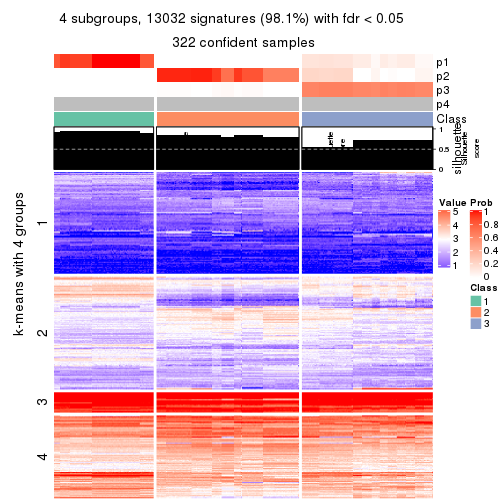 4 subgroups, 13032 signatures (98.1%) with fdr < 0.05
322 confident samples
p1
p2
p3
p4
Class
1
0.5
0
silhouette
Silhouette
score
k-means with 4 groups
1
2
3
4
Value
5
4
3
2
1
Prob
1
0.8
0.6
0.4
0.2
0
Class
1
2
3